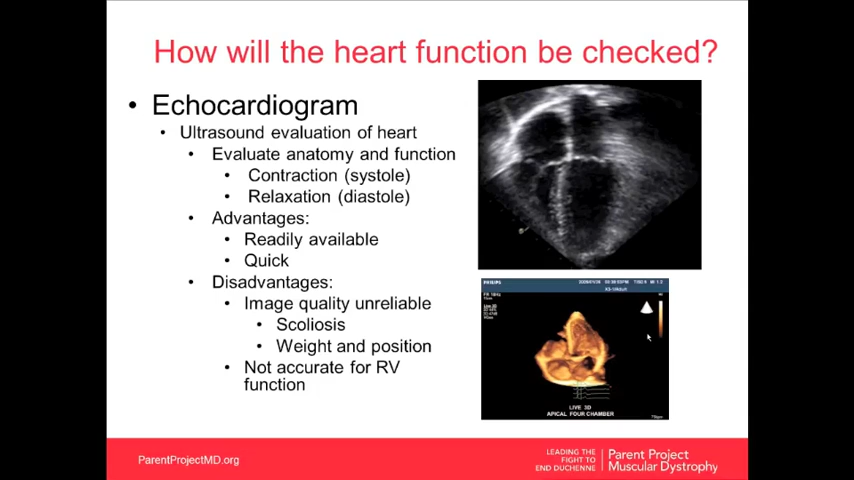 How will the heart function be checked?
• Echocardiogram
• Ultrasound evaluation of heart
• Evaluate anatomy and function
• Contraction (systole)
• Relaxation (diastole)
• Advantages:
• Readily available
• Quick
• Disadvantages:
• Image quality unreliable
• Scoliosis
• Weight and position
• Not accurate for RV
function
PHILIPS
LIVE 3D
APICAL FOUR CHAMBER
ParentProjectMD.org
LEADING THE
FIGHT TO
END DUCHENNE
Parent Project
Muscular Dystrophy